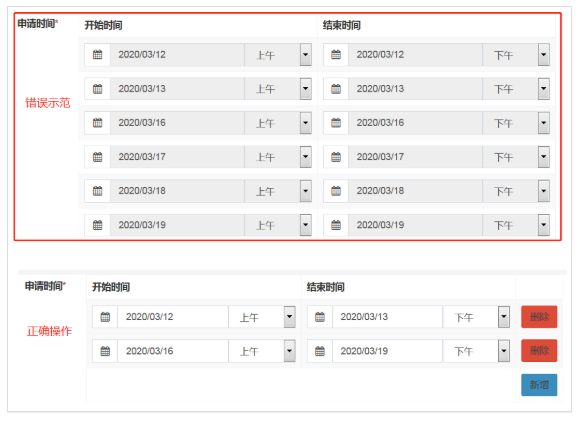 申请时间* 开始时间 结束时间
2020/03/12 上午 2020/03/12 下午
2020/03/13 上午 2020/03/13 下午
错误示范
2020/03/16 上午 2020/03/16 下午
2020/03/17 上午 2020/03/17 下午
2020/03/18 上午 2020/03/18 下午
2020/03/19 上午 2020/03/19 下午
申请时间* 开始时间 结束时间
2020/03/12 上午 2020/03/13 下午 删除
正确操作
2020/03/16 上午 2020/03/19 下午 删除
新增